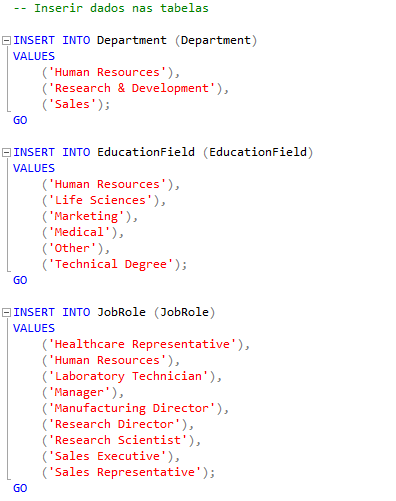 -- Inserir dados nas tabelas
INSERT INTO Department (Department)
VALUES
('Human Resources'),
('Research & Development'),
('Sales');
GO
INSERT INTO EducationField (EducationField)
VALUES
('Human Resources'),
('Life Sciences'),
('Marketing'),
('Medical'),
('Other'),
('Technical Degree');
GO
INSERT INTO JobRole (JobRole)
VALUES
('Healthcare Representative'),
('Human Resources'),
('Laboratory Technician'),
('Manager'),
('Manufacturing Director'),
('Research Director'),
('Research Scientist'),
('Sales Executive'),
('Sales Representative');
GO